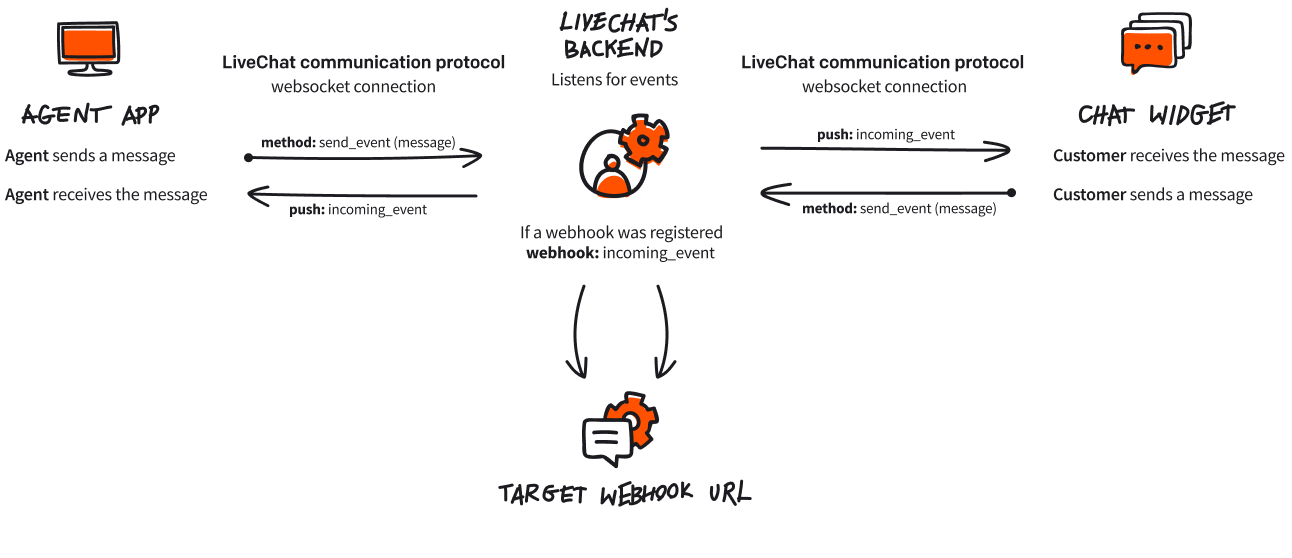 LIVECHAT'S
BACKEND
Listens for events
LiveChat communication protocol
websocket connection
LiveChat communication protocol
websocket connection
AGENT APP
CHAT WIDGET
Agent sends a message
method: send_event (message)
push: incoming_event
Customer receives the message
Agent receives the message
push: incoming_event
method: send_event (message)
Customer sends a message
If a webhook was registered
webhook: incoming_event
TARGET WEBHOOK URL